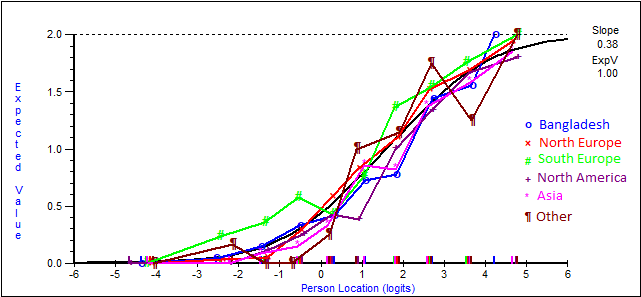 Slope
0.38
ExpV
1.00
Expected Value
2.0
1.5
1.0
0.5
0.0
-6 -5 -4 -3 -2 -1 0 1 2 3 4 5 6
Person Location (logits)
o Bangladesh
× North Europe
# South Europe
+ North America
* Asia
¶ Other